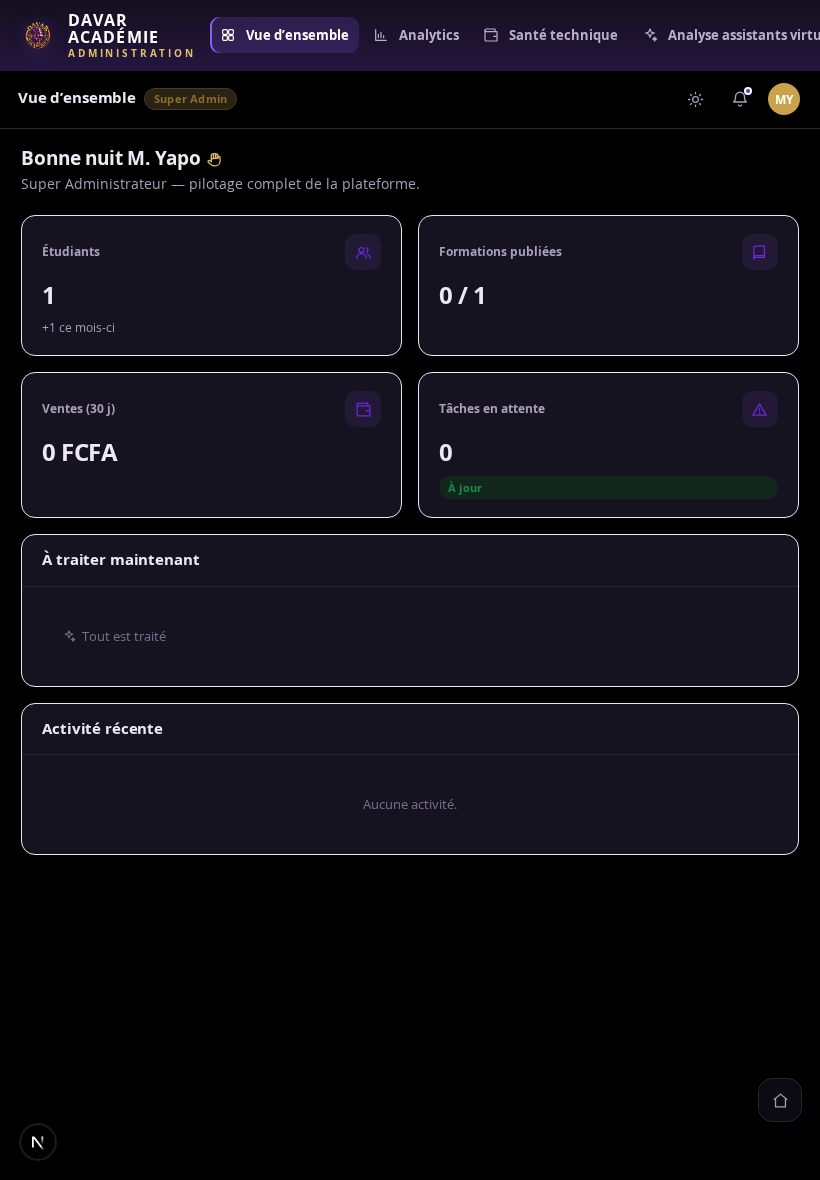 DAVAR
ACADÉMIE
ADMINISTRATION
Vue d’ensemble
Analytics
Santé technique
Analyse assistants virtu
Vue d’ensemble
Super Admin
MY
Bonne nuit M. Yapo
Super Administrateur — pilotage complet de la plateforme.
Étudiants
1
+1 ce mois-ci
Formations publiées
0 / 1
Ventes (30 j)
0 FCFA
Tâches en attente
0
À jour
À traiter maintenant
Tout est traité
Activité récente
Aucune activité.
N